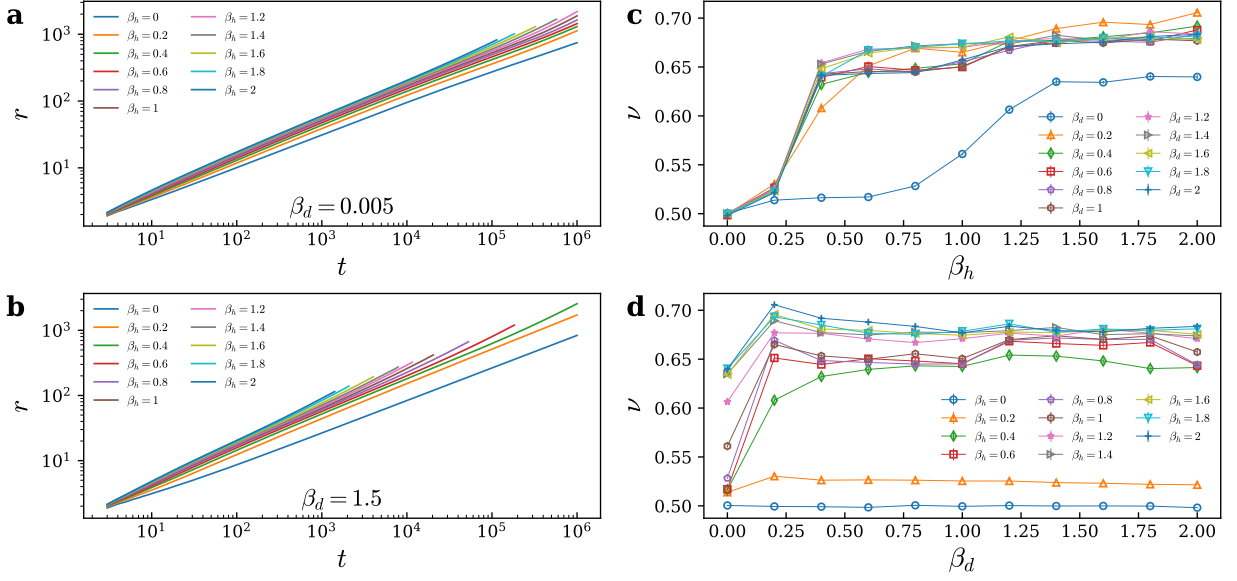 a
r
10³
10²
10¹
β_h = 0
β_h = 0.2
β_h = 0.4
β_h = 0.6
β_h = 0.8
β_h = 1
β_h = 1.2
β_h = 1.4
β_h = 1.6
β_h = 1.8
β_h = 2
β_d = 0.005
10¹ 10² 10³ 10⁴ 10⁵ 10⁶
t
b
r
10³
10²
10¹
β_h = 0
β_h = 0.2
β_h = 0.4
β_h = 0.6
β_h = 0.8
β_h = 1
β_h = 1.2
β_h = 1.4
β_h = 1.6
β_h = 1.8
β_h = 2
β_d = 1.5
10¹ 10² 10³ 10⁴ 10⁵ 10⁶
t
c
ν
0.70
0.65
0.60
0.55
0.50
β_d = 0
β_d = 0.2
β_d = 0.4
β_d = 0.6
β_d = 0.8
β_d = 1
β_d = 1.2
β_d = 1.4
β_d = 1.6
β_d = 1.8
β_d = 2
0.00 0.25 0.50 0.75 1.00 1.25 1.50 1.75 2.00
β_h
d
ν
0.70
0.65
0.60
0.55
0.50
β_h = 0
β_h = 0.2
β_h = 0.4
β_h = 0.6
β_h = 0.8
β_h = 1
β_h = 1.2
β_h = 1.4
β_h = 1.6
β_h = 1.8
β_h = 2
0.00 0.25 0.50 0.75 1.00 1.25 1.50 1.75 2.00
β_d